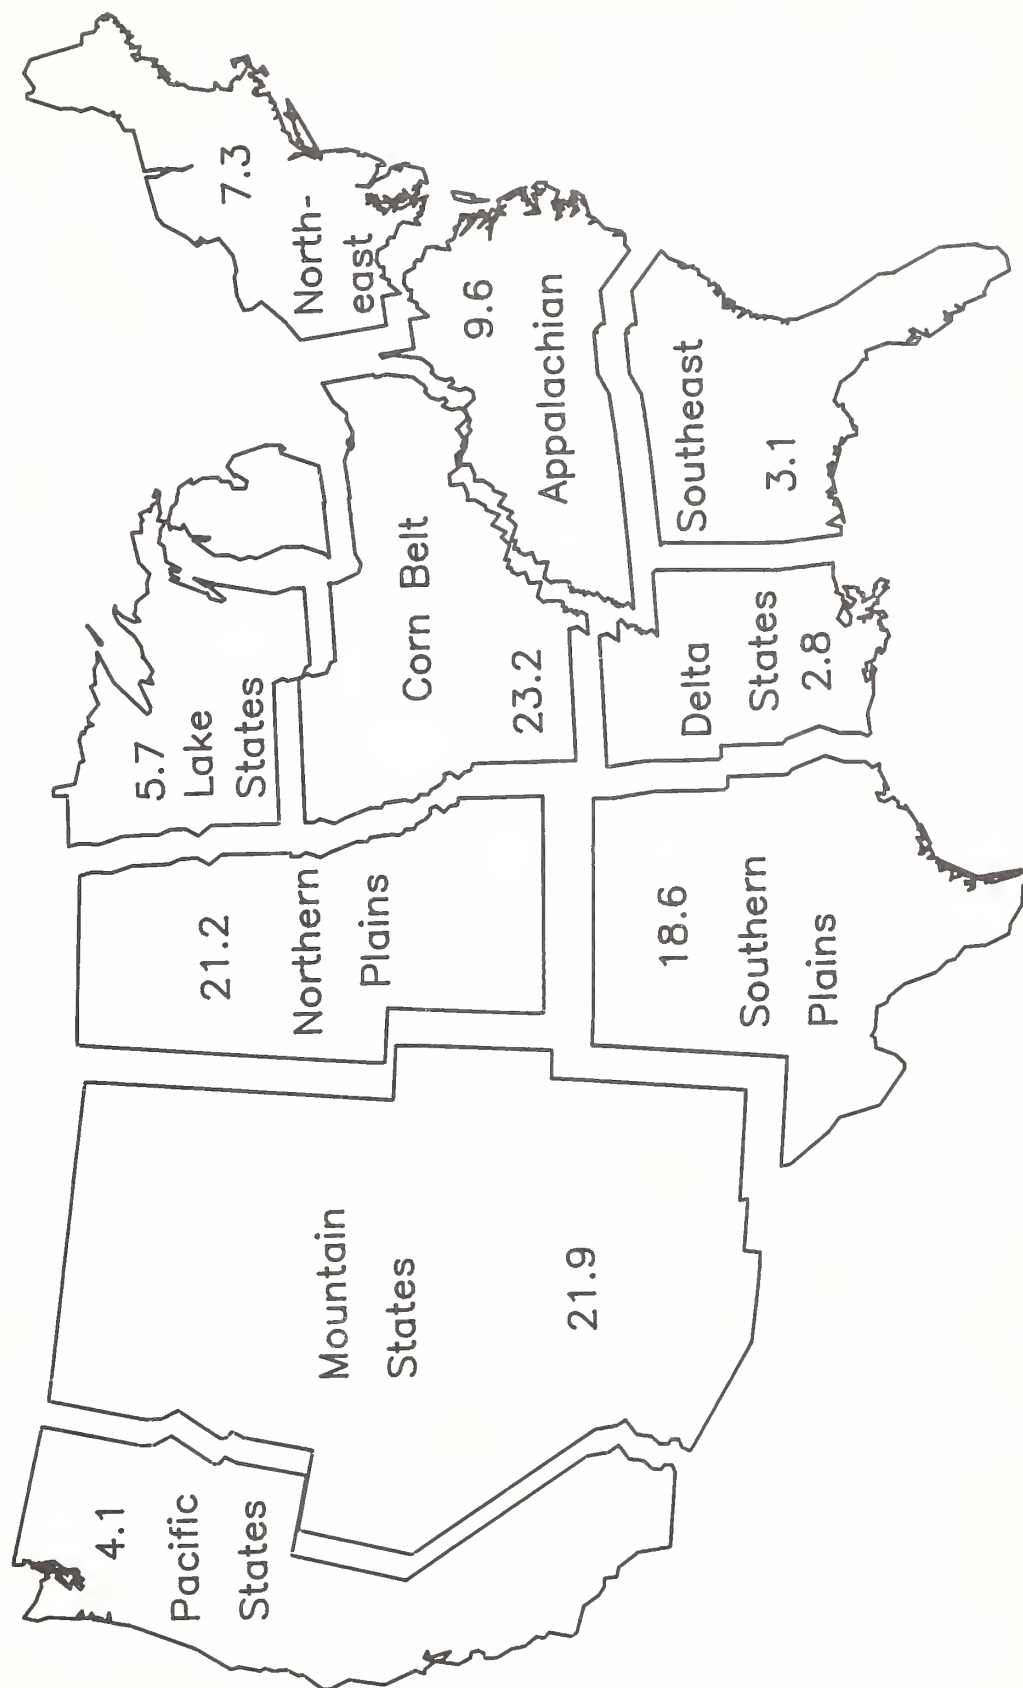 4.1
Pacific
States
Mountain
States
21.9
21.2
Northern
Plains
18.6
Southern
Plains
5.7
Lake
States
Corn Belt
23.2
Delta
States
2.8
7.3
North-
east
9.6
Appalachian
Southeast
3.1